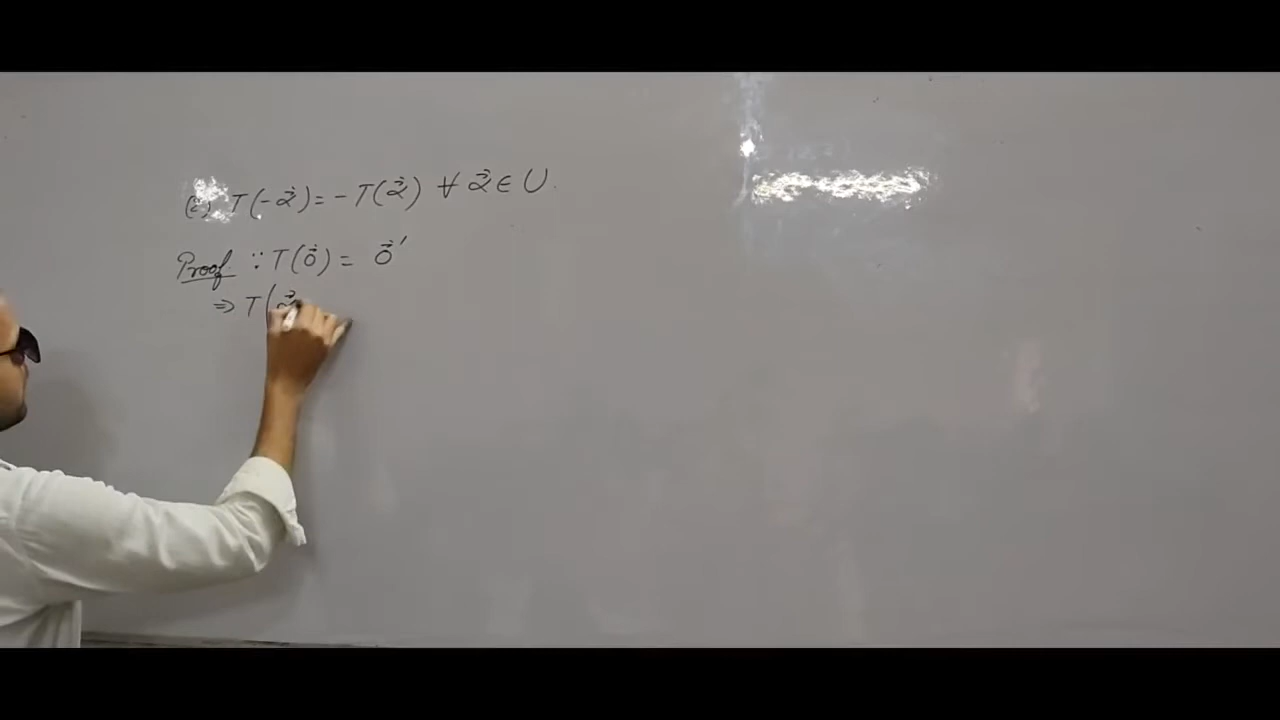 T(-α⃗) = -T(α⃗) ∀ α⃗ ∈ U.
Proof ∵ T(0⃗) = 0⃗'
⇒ T(